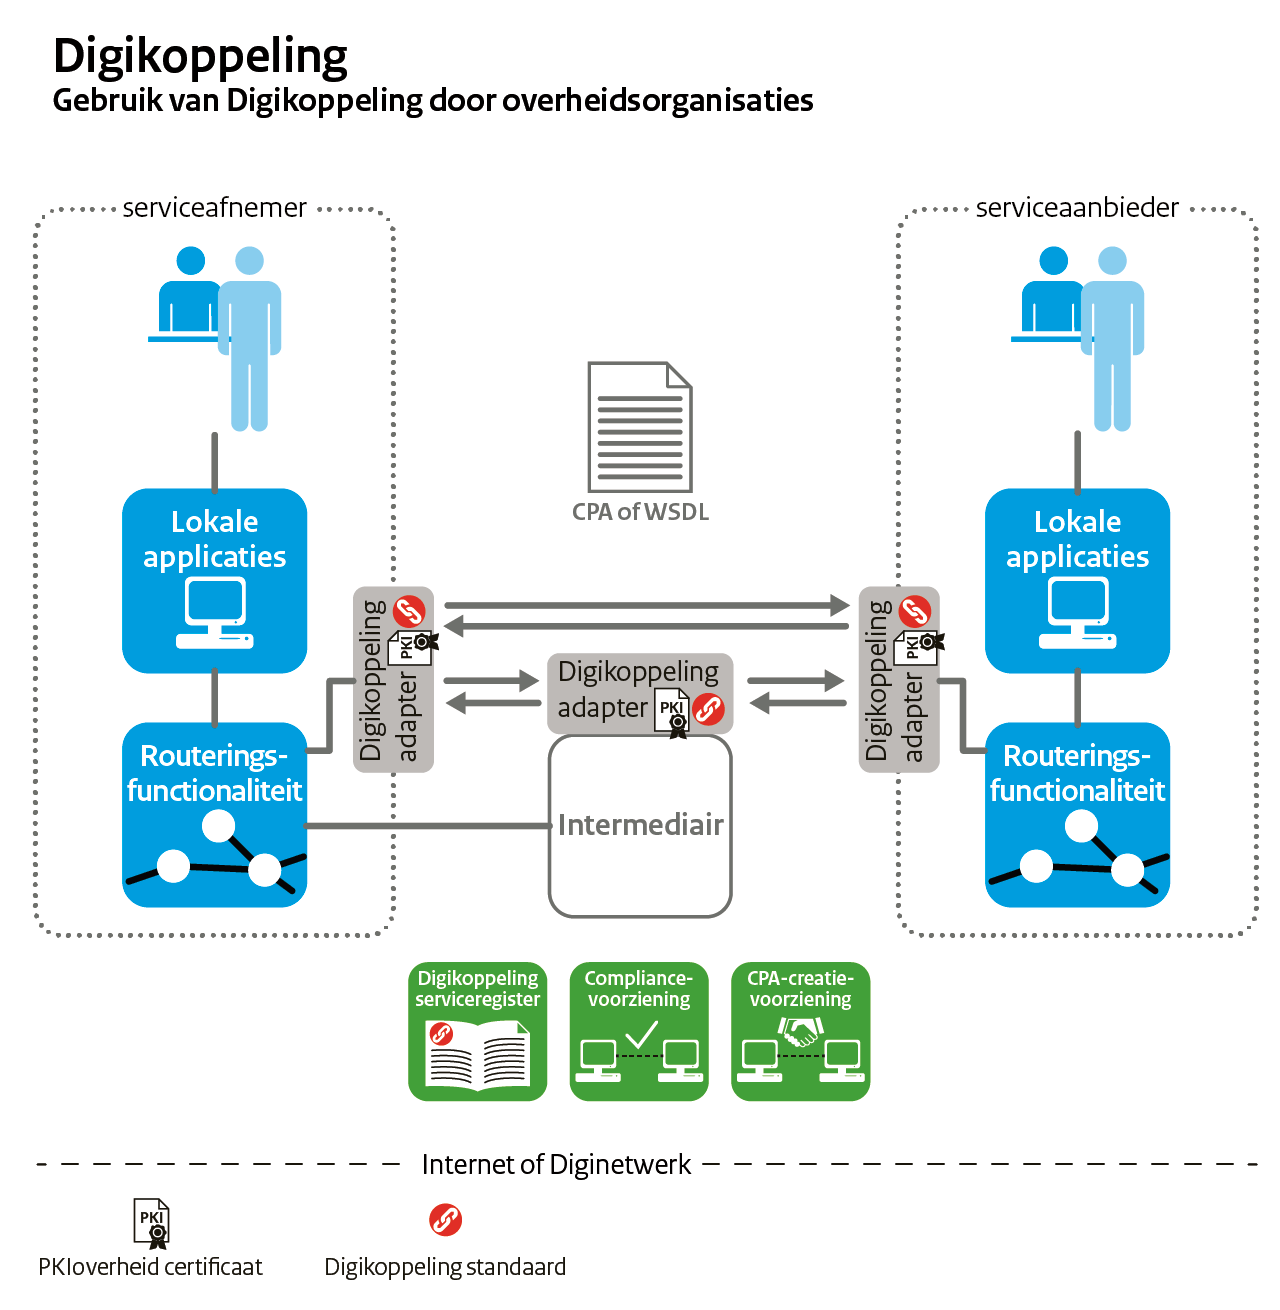 Digikoppeling
Gebruik van Digikoppeling door overheidsorganisaties
serviceafnemer
serviceaanbieder
CPA of WSDL
Lokale
applicaties
Lokale
applicaties
Digikoppeling
adapter
PKI
Digikoppeling
adapter
PKI
Digikoppeling
adapter
PKI
Routerings-
functionaliteit
Routerings-
functionaliteit
Intermediair
Digikoppeling
serviceregister
Compliance-
voorziening
CPA-creatie-
voorziening
Internet of Diginetwerk
PKI
PKIoverheid certificaat
Digikoppeling standaard